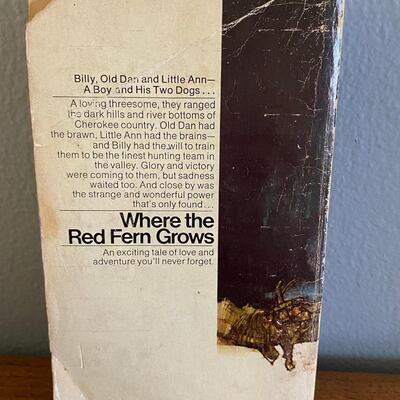 Billy, Old Dan and Little Ann—
A Boy and His Two Dogs...
A loving threesome, they ranged
the dark hills and river bottoms of
Cherokee country. Old Dan had
the brawn, Little Ann had the brains—
and Billy had the will to train
them to be the finest hunting team in
the valley. Glory and victory
were coming to them, but sadness
waited too. And close by was
the strange and wonderful power
that's only found...
Where the
Red Fern Grows
An exciting tale of love and
adventure you'll never forget.